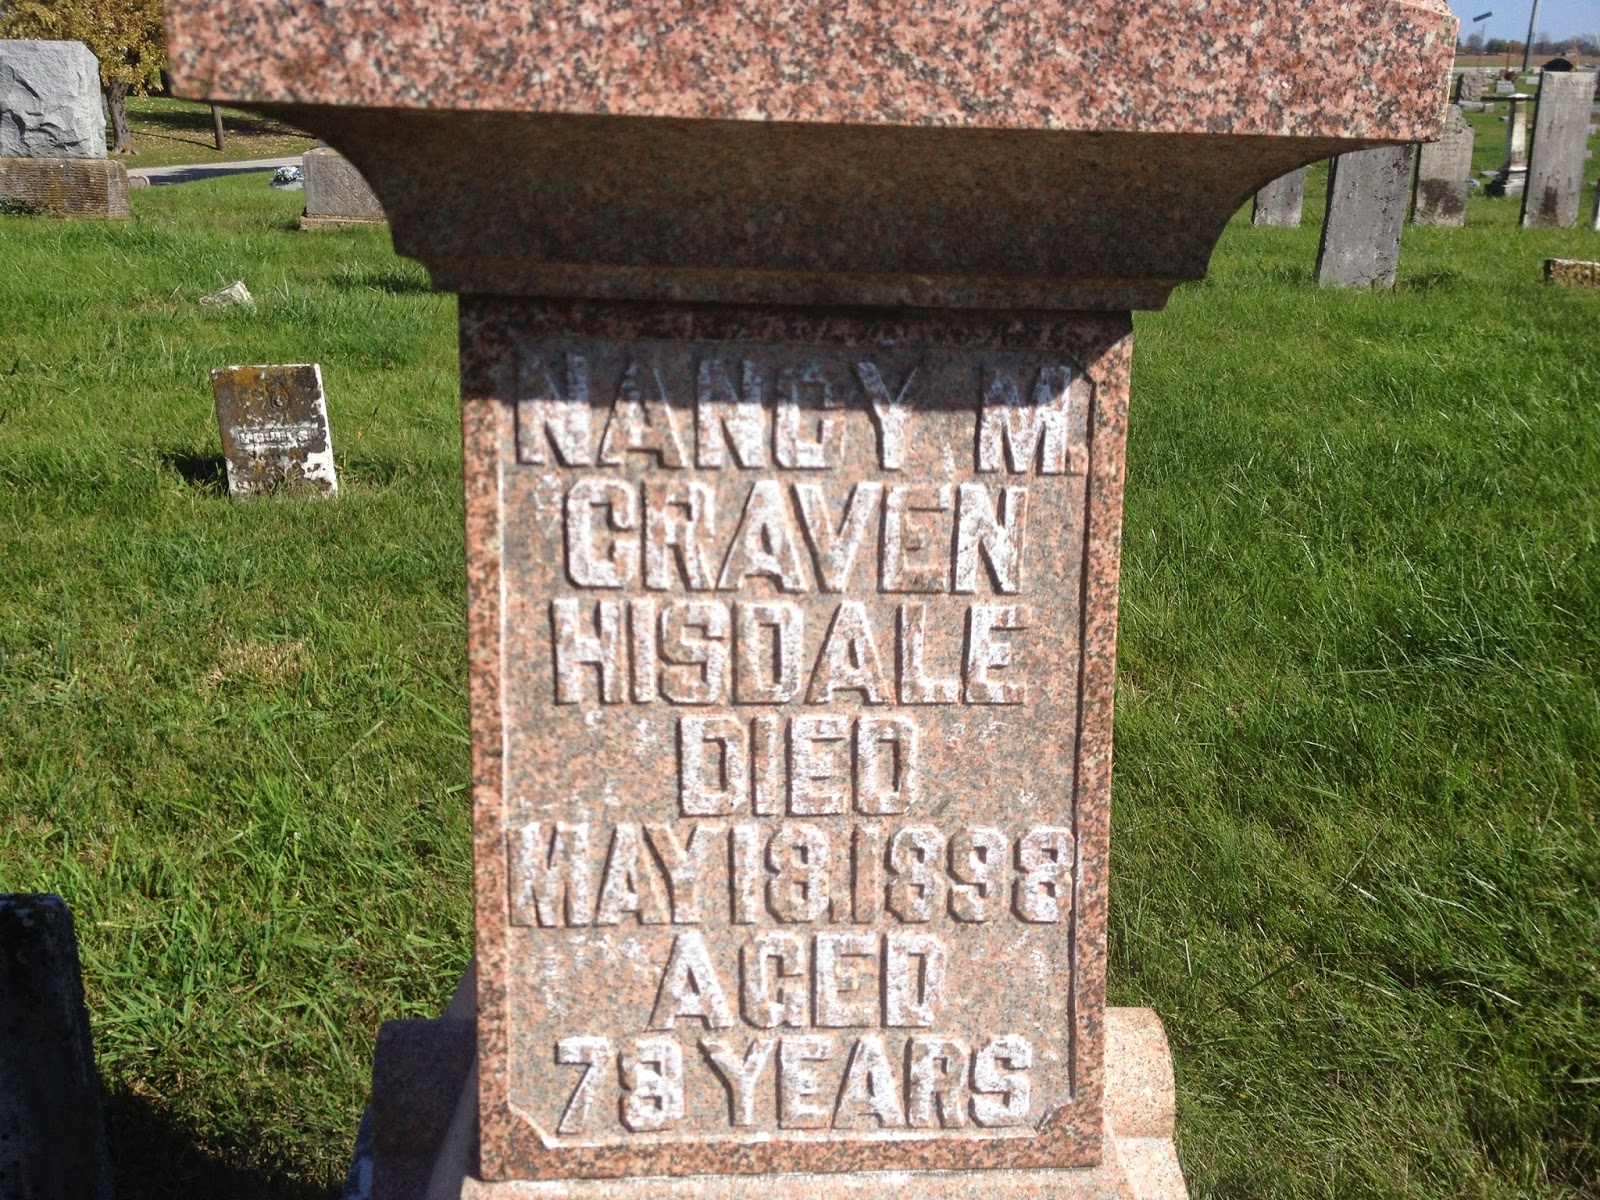 NANCY M.
CRAVEN
HISDALE
DIED
MAY 18, 1898
AGED
78 YEARS